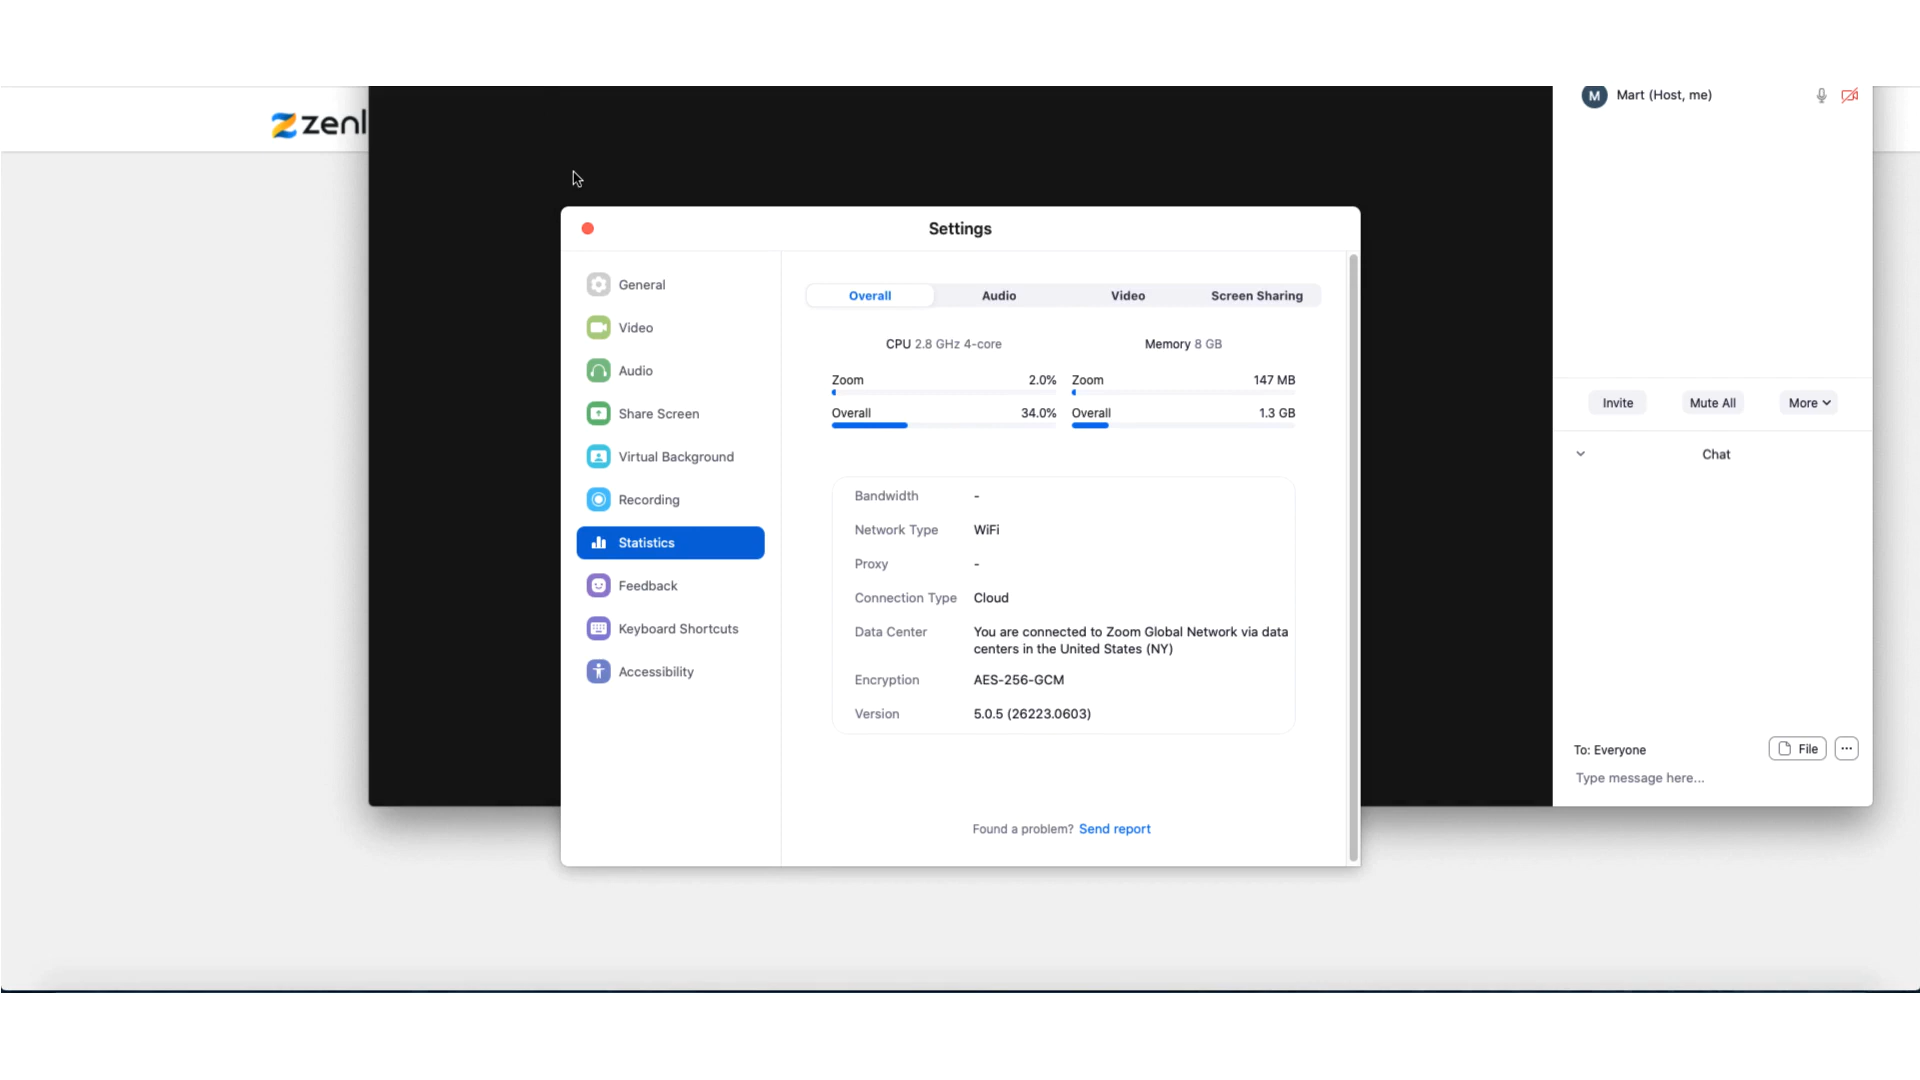 zenl
M
Mart (Host, me)
Settings
General
Video
Audio
Share Screen
Virtual Background
Recording
Statistics
Feedback
Keyboard Shortcuts
Accessibility
Overall Audio Video Screen Sharing
CPU 2.8 GHz 4-core Memory 8 GB
Zoom 2.0% Zoom 147 MB
Overall 34.0% Overall 1.3 GB
Bandwidth -
Network Type WiFi
Proxy -
Connection Type Cloud
Data Center You are connected to Zoom Global Network via data
centers in the United States (NY)
Encryption AES-256-GCM
Version 5.0.5 (26223.0603)
Found a problem? Send report
Invite Mute All More
Chat
To: Everyone File ...
Type message here...